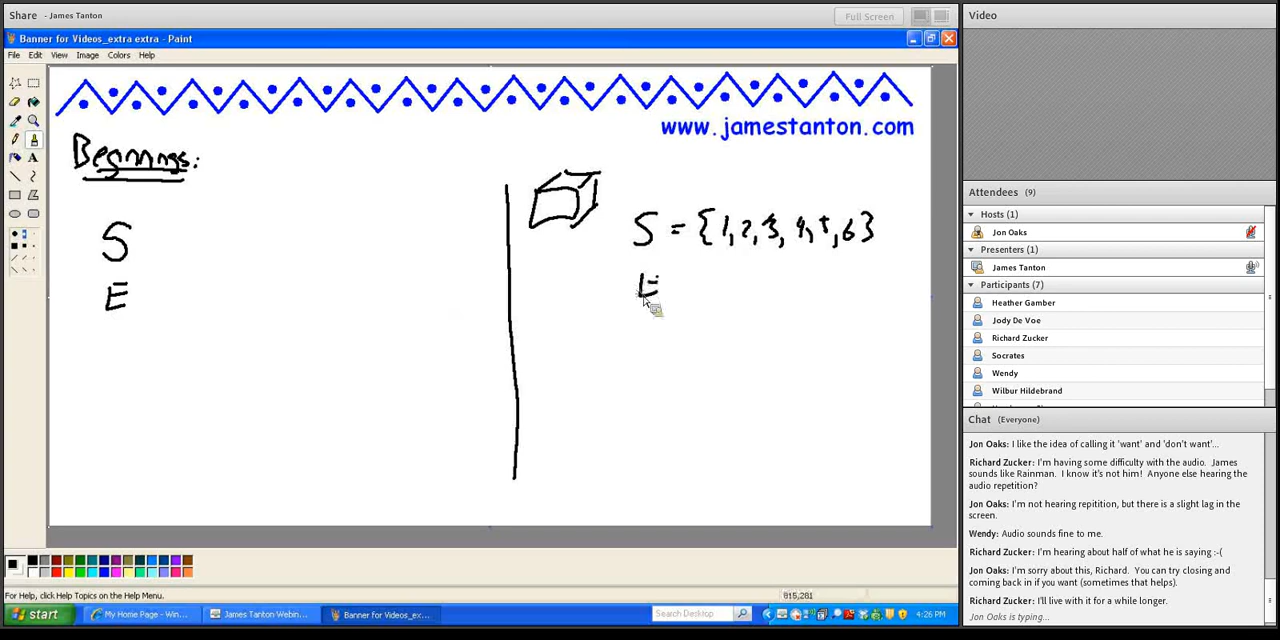 Share - James Tanton
Full Screen
Video
Banner for Videos_extra extra - Paint
File Edit View Image Colors Help
www.jamestanton.com
Beginnings:
S
E
S = {1,2,3,4,5,6}
E
Attendees (9)
Hosts (1)
Jon Oaks
Presenters (1)
James Tanton
Participants (7)
Heather Gamber
Jody De Voe
Richard Zucker
Socrates
Wendy
Wilbur Hildebrand
Chat (Everyone)
Jon Oaks: I like the idea of calling it 'want' and 'don't want'...
Richard Zucker: I'm having some difficulty with the audio. James
sounds like Rainman. I know it's not him! Anyone else hearing the
audio repetition?
Jon Oaks: I'm not hearing repitition, but there is a slight lag in the
screen.
Wendy: Audio sounds fine to me.
Richard Zucker: I'm hearing about half of what he is saying :-(
Jon Oaks: I'm sorry about this, Richard. You can try closing and
coming back in if you want (sometimes that helps).
Richard Zucker: I'll live with it for a while longer.
Jon Oaks is typing...
For Help, click Help Topics on the Help Menu.
815,281
start
My Home Page - Win...
James Tanton Webin...
Banner for Videos_ex...
Search Desktop
4:26 PM